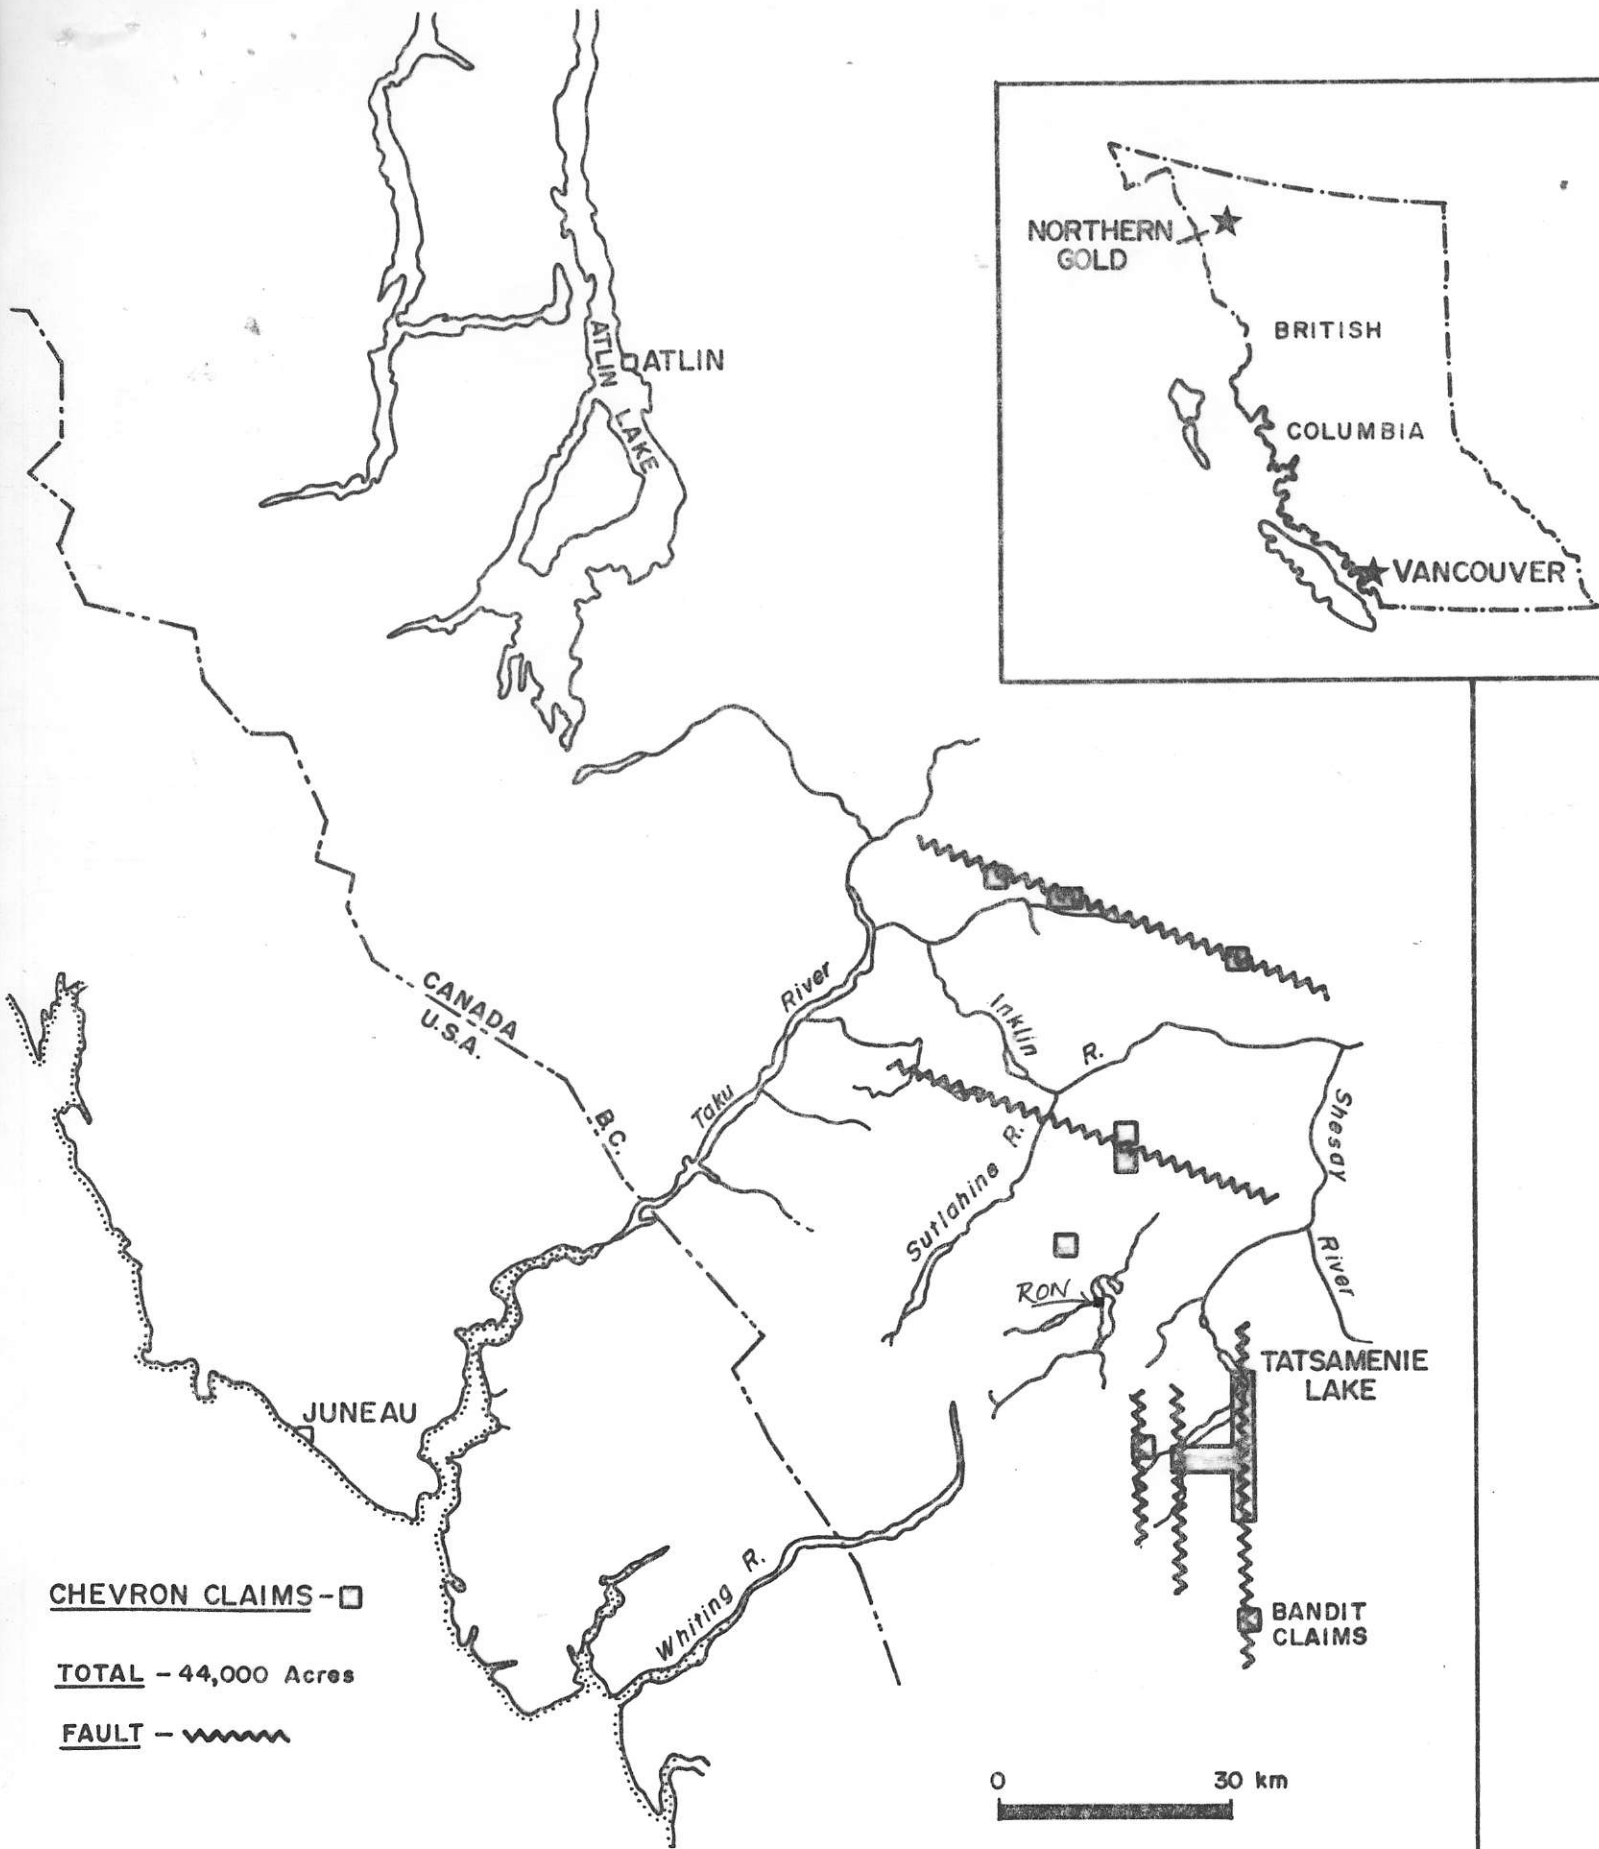 NORTHERN
GOLD
BRITISH
COLUMBIA
VANCOUVER
ATLIN
LAKE
ATLIN
CANADA
U.S.A.
B.C.
Taku
River
Inklin
R.
Sutlahine R.
Shesay
River
RON
TATSAMENIE
LAKE
JUNEAU
Whiting R.
CHEVRON CLAIMS -
TOTAL - 44,000 Acres
FAULT -
BANDIT
CLAIMS
0 30 km